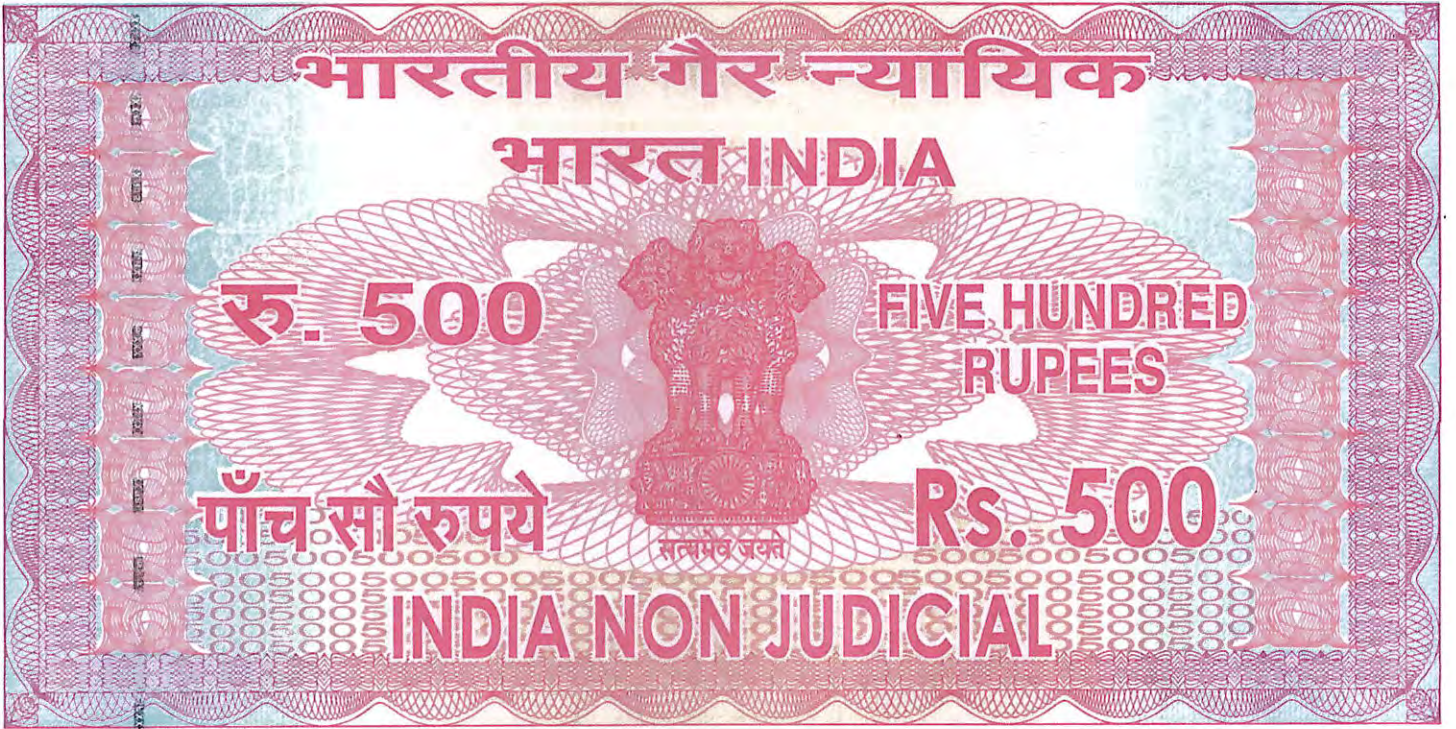 भारतीय गैर न्यायिक
भारत INDIA
रु. 500
FIVE HUNDRED
RUPEES
पाँच सौ रुपये
Rs. 500
सत्यमेव जयते
INDIA NON JUDICIAL